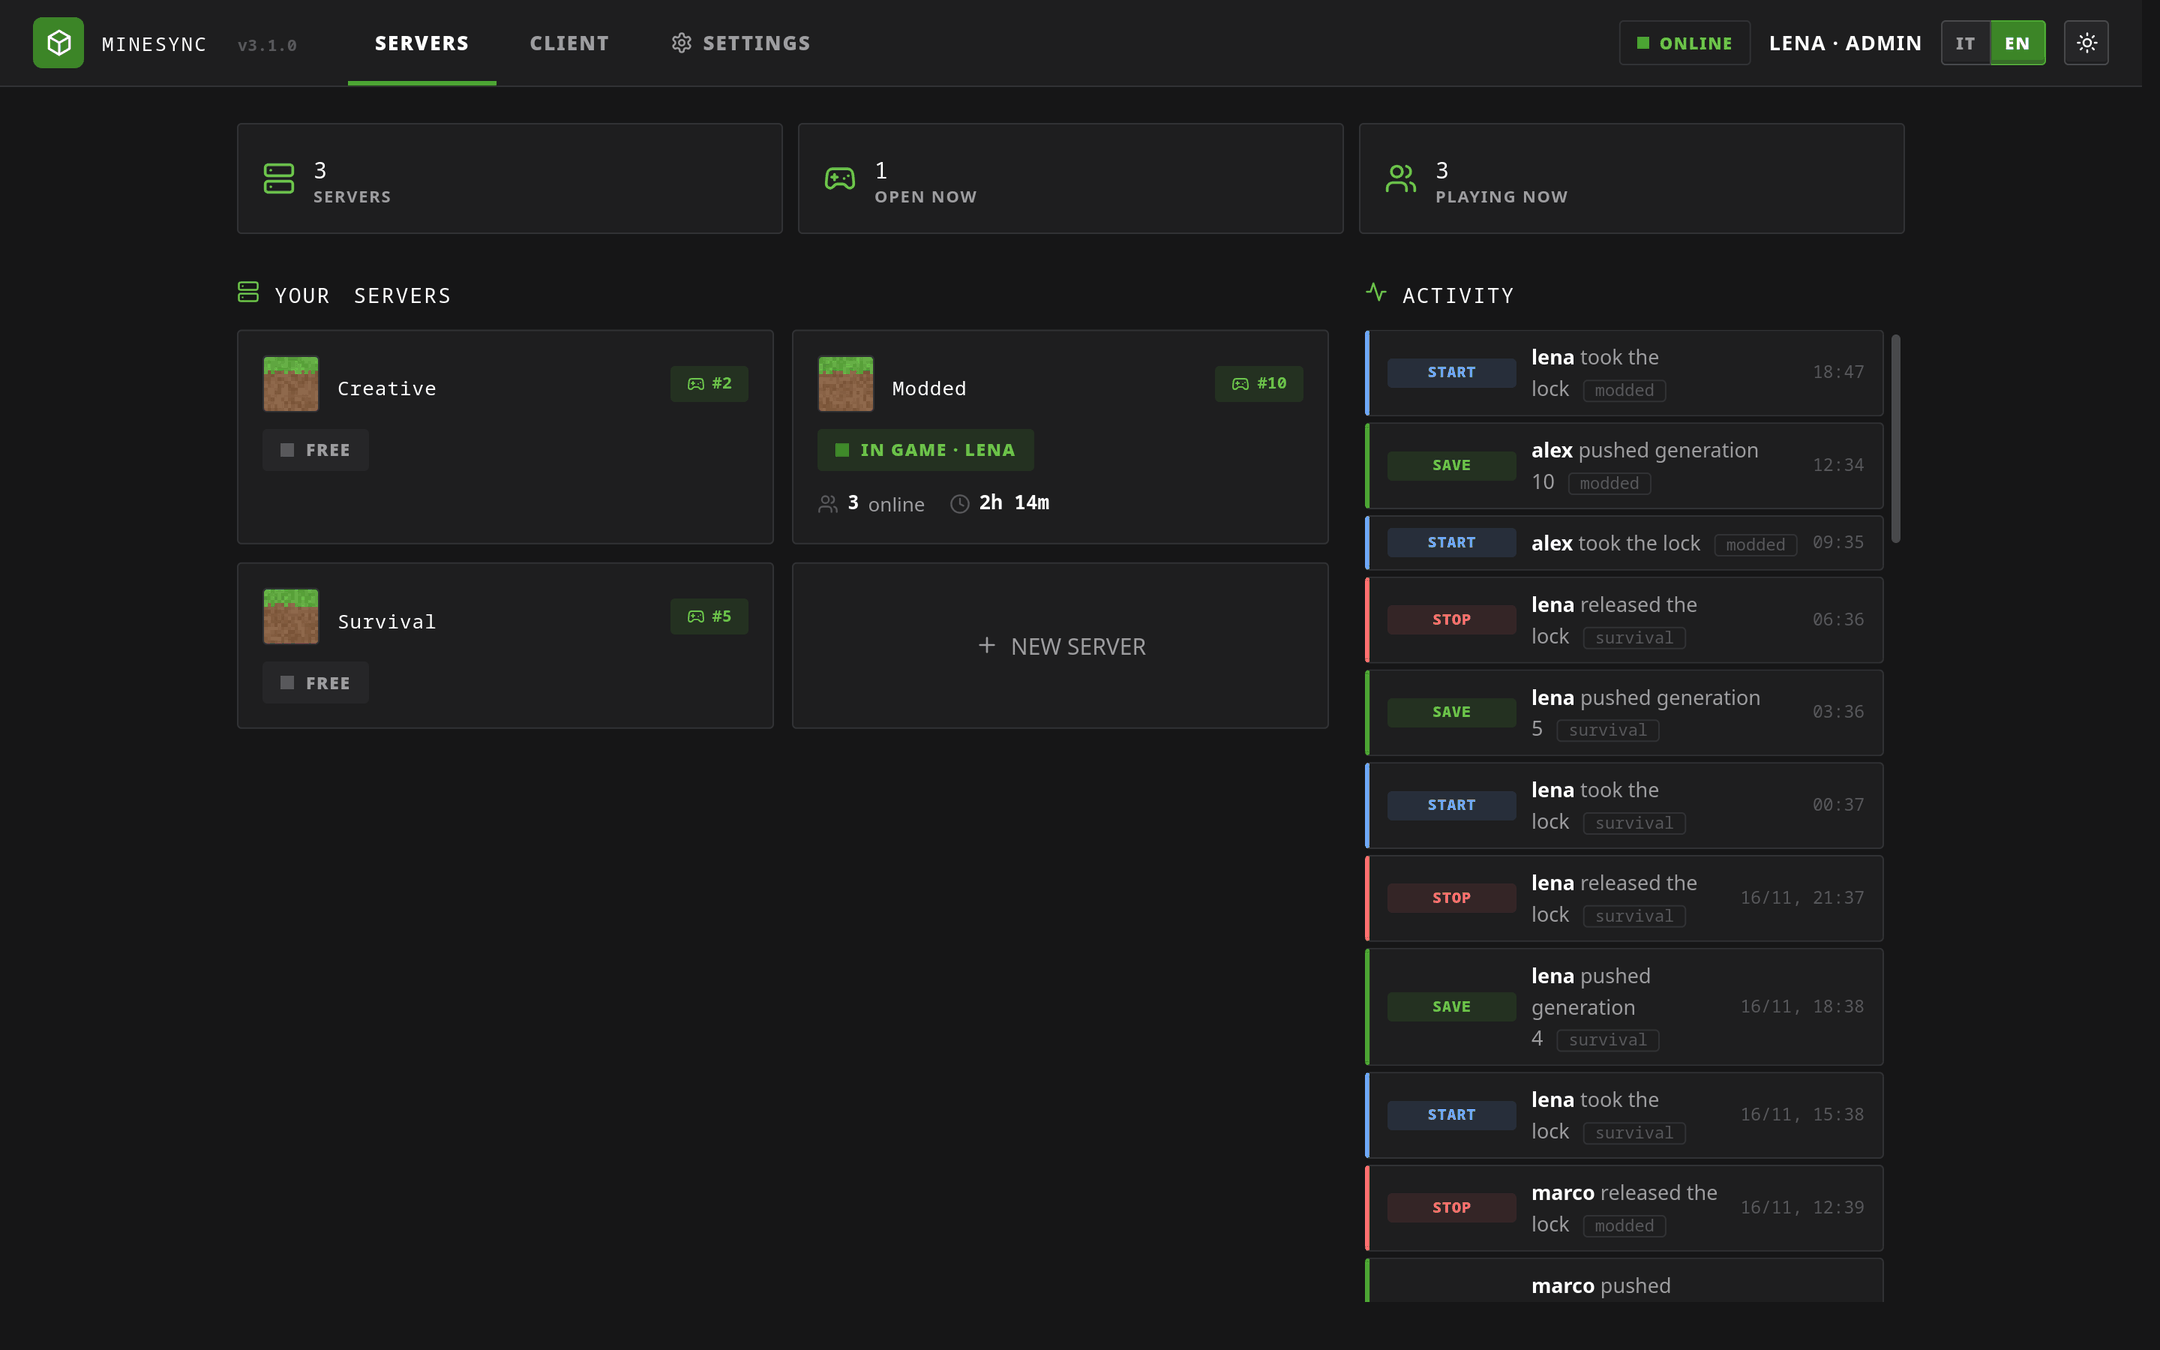 MINESYNC v3.1.0 SERVERS CLIENT SETTINGS ONLINE LENA · ADMIN IT EN
3
SERVERS
1
OPEN NOW
3
PLAYING NOW
YOUR SERVERS
Creative #2
FREE
Modded #10
IN GAME · LENA
3 online 2h 14m
Survival #5
FREE
+ NEW SERVER
ACTIVITY
START lena took the
lock modded 18:47
SAVE alex pushed generation
10 modded 12:34
START alex took the lock modded 09:35
STOP lena released the
lock survival 06:36
SAVE lena pushed generation
5 survival 03:36
START lena took the
lock survival 00:37
STOP lena released the
lock survival 16/11, 21:37
SAVE lena pushed
generation
4 survival 16/11, 18:38
START lena took the
lock survival 16/11, 15:38
STOP marco released the
lock modded 16/11, 12:39
marco pushed